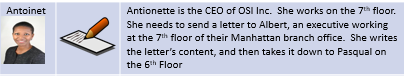 Antoinet
Antionette is the CEO of OSI Inc. She works on the 7th floor.
She needs to send a letter to Albert, an executive working
at the 7th floor of their Manhattan branch office. She writes
the letter’s content, and then takes it down to Pasqual on
the 6th Floor